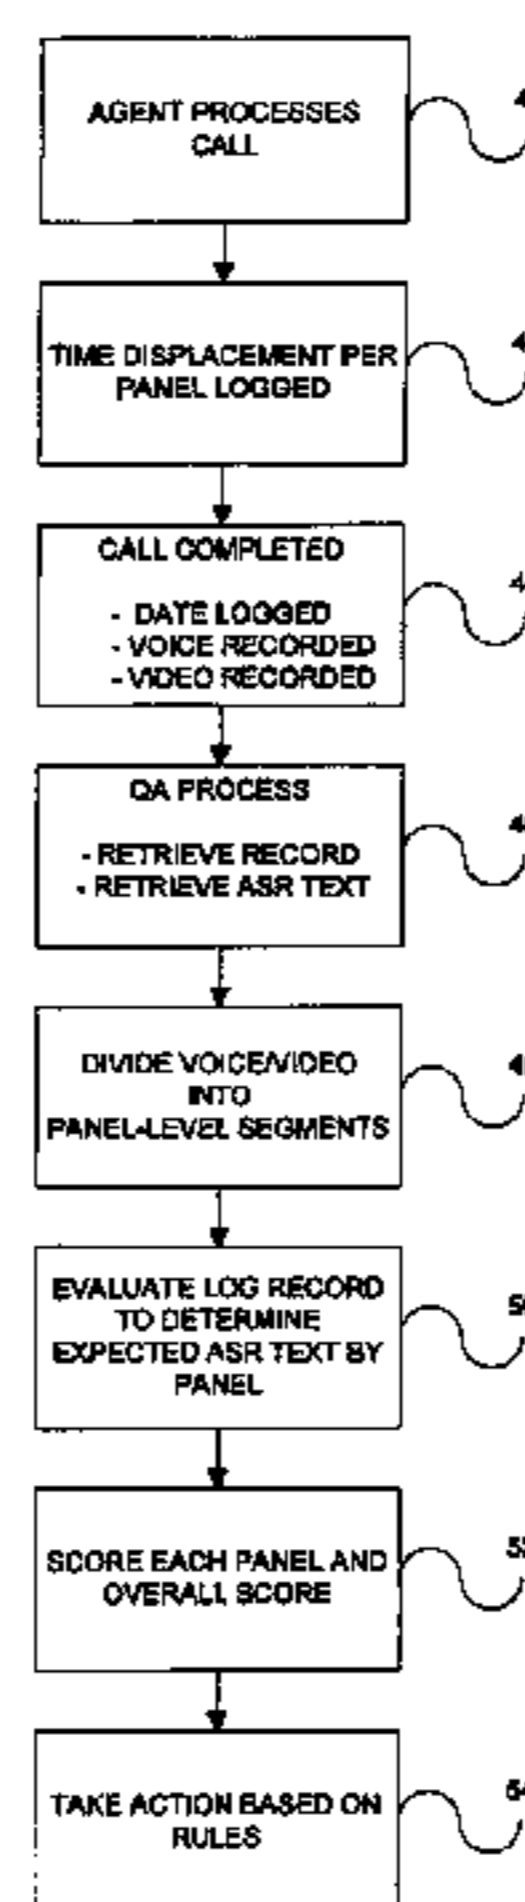 AGENT PROCESSES
CALL
TIME DISPLACEMENT PER
PANEL LOGGED
CALL COMPLETED
- DATE LOGGED
- VOICE RECORDED
- VIDEO RECORDED
QA PROCESS
- RETRIEVE RECORD
- RETRIEVE ASR TEXT
DIVIDE VOICE/VIDEO
INTO
PANEL-LEVEL SEGMENTS
EVALUATE LOG RECORD
TO DETERMINE
EXPECTED ASR TEXT BY
PANEL
SCORE EACH PANEL AND
OVERALL SCORE
TAKE ACTION BASED ON
RULES